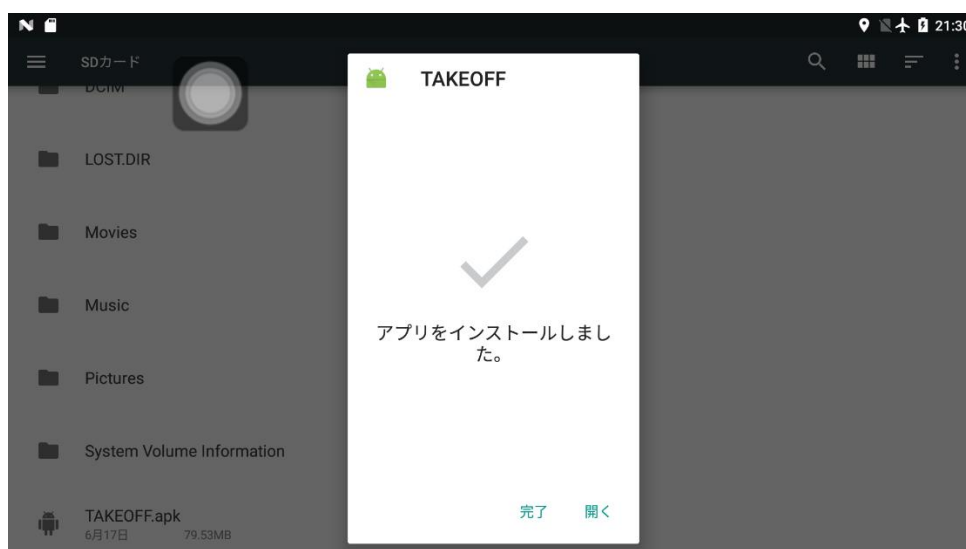 21:30
SDカード
DCIM
LOST.DIR
Movies
Music
Pictures
System Volume Information
TAKEOFF.apk
6月17日 79.53MB
TAKEOFF
アプリをインストールしまし
た。
完了 開く